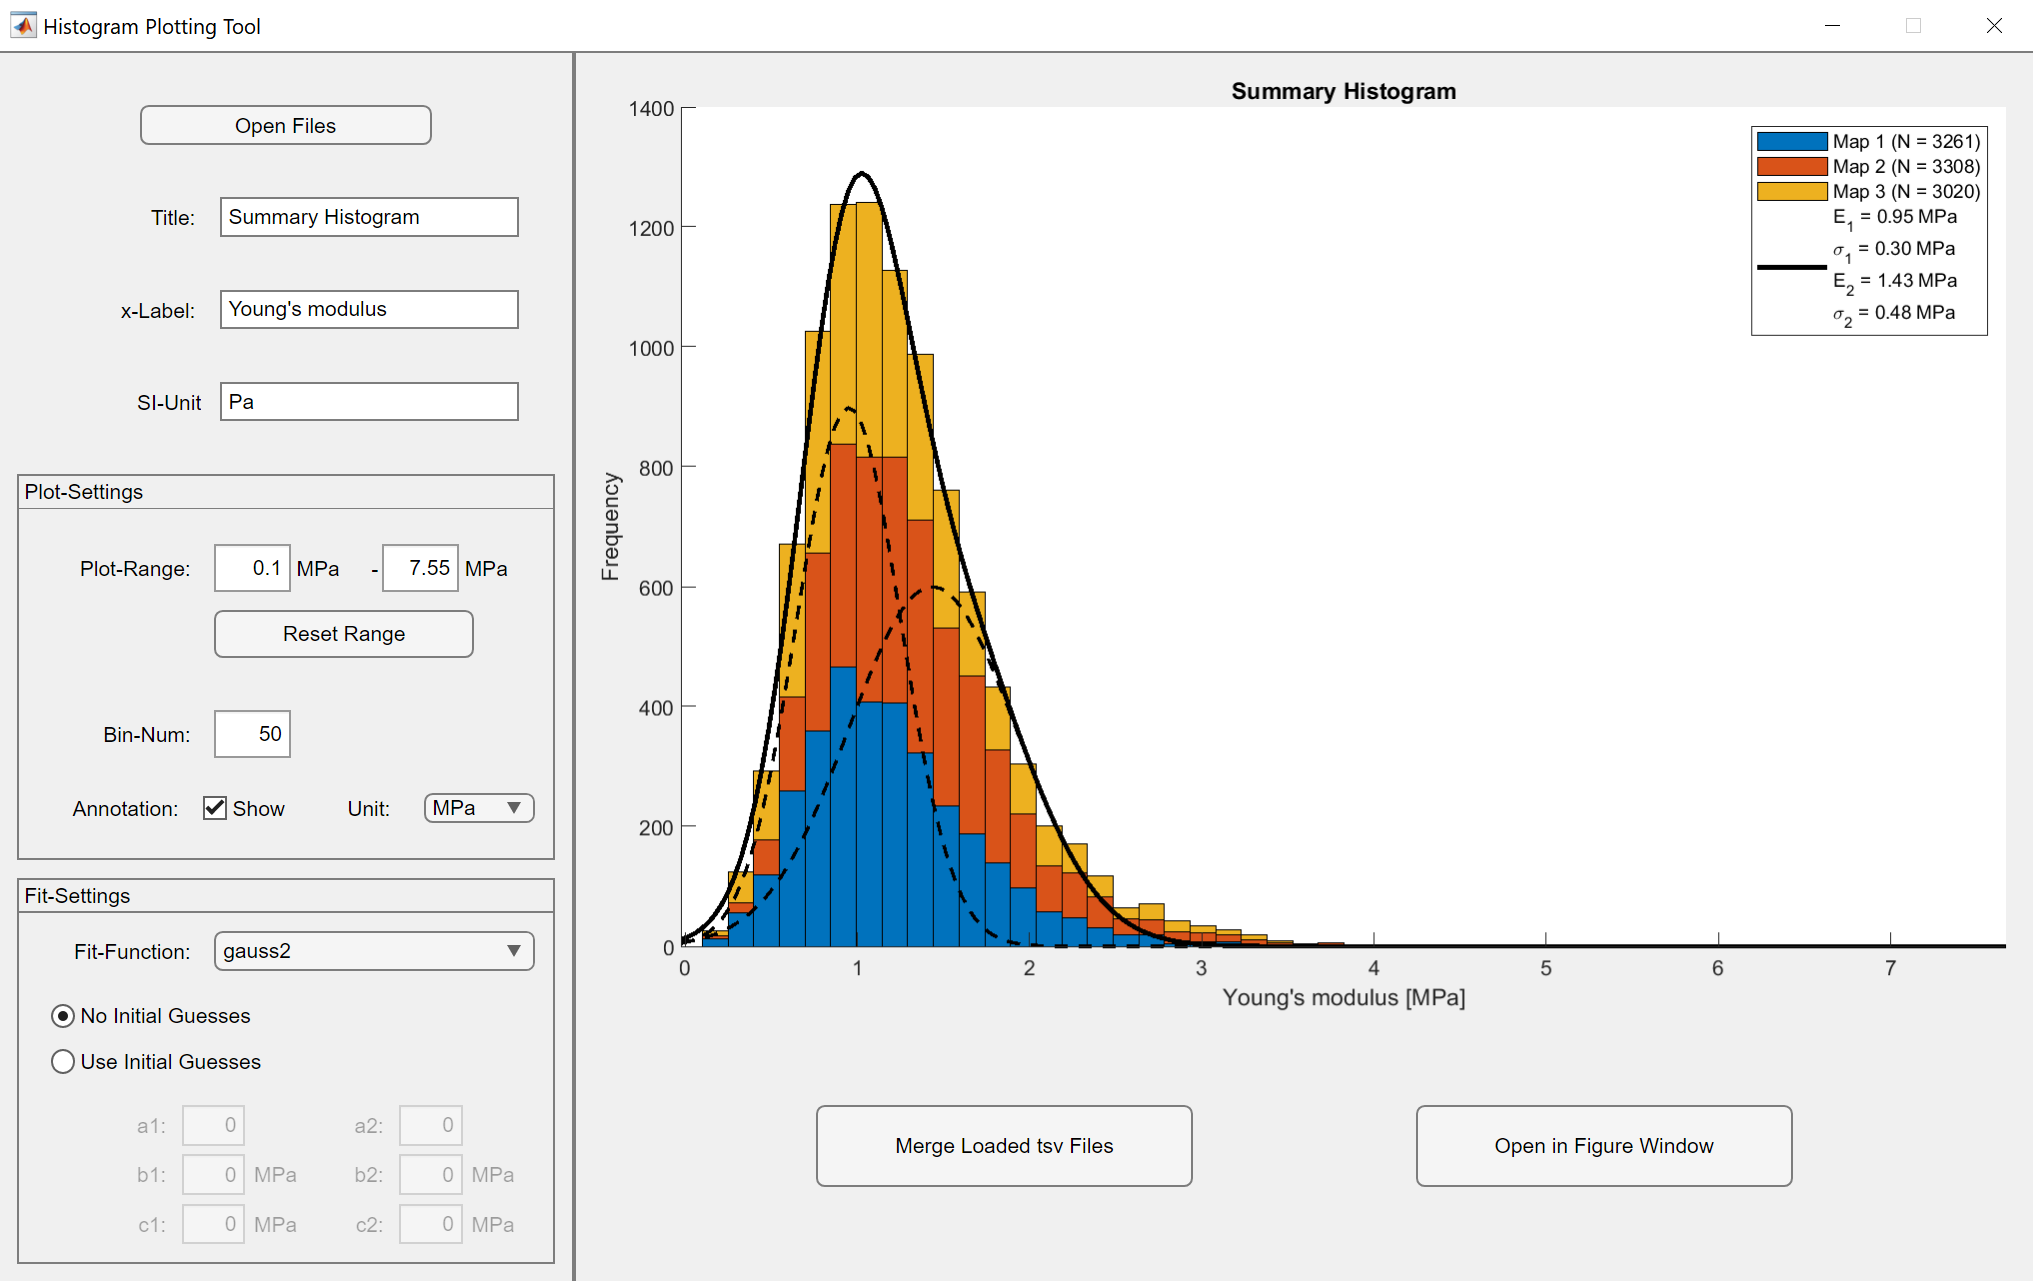 Histogram Plotting Tool
Open Files
Title: Summary Histogram
x-Label: Young's modulus
SI-Unit Pa
Plot-Settings
Plot-Range: 0.1 MPa - 7.55 MPa
Reset Range
Bin-Num: 50
Annotation: Show Unit: MPa
Fit-Settings
Fit-Function: gauss2
No Initial Guesses
Use Initial Guesses
a1: 0 a2: 0
b1: 0 MPa b2: 0 MPa
c1: 0 MPa c2: 0 MPa
Summary Histogram
Map 1 (N = 3261)
Map 2 (N = 3308)
Map 3 (N = 3020)
E1 = 0.95 MPa
σ1 = 0.30 MPa
E2 = 1.43 MPa
σ2 = 0.48 MPa
Frequency
1400
1200
1000
800
600
400
200
0
0 1 2 3 4 5 6 7
Young's modulus [MPa]
Merge Loaded tsv Files
Open in Figure Window